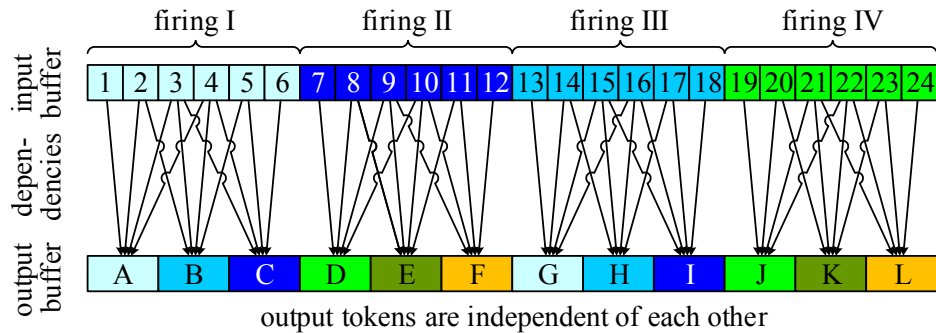 firing I firing II firing III firing IV
input
buffer
1 2 3 4 5 6 7 8 9 10 11 12 13 14 15 16 17 18 19 20 21 22 23 24
depen-
dencies
output
buffer
A B C D E F G H I J K L
output tokens are independent of each other